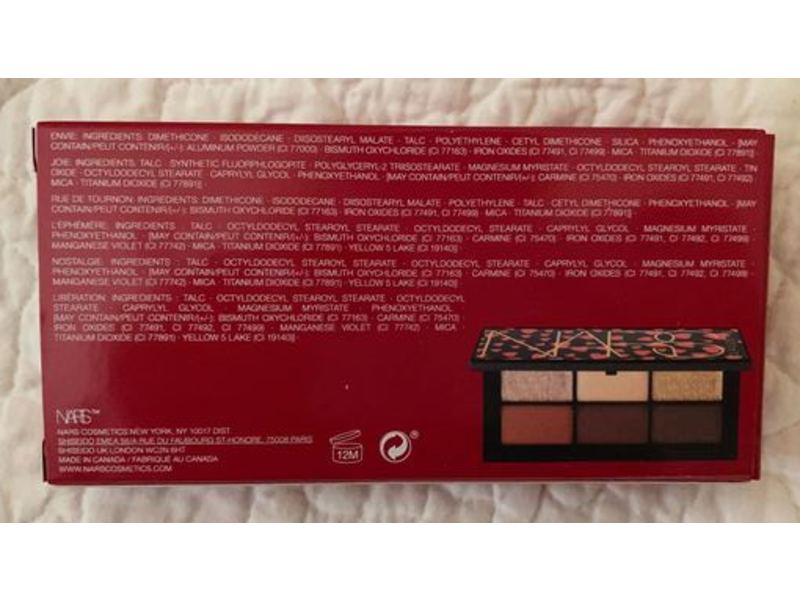 ENVIE: INGREDIENTS: DIMETHICONE · ISODODECANE · DIISOSTEARYL MALATE · TALC · POLYETHYLENE · CETYL DIMETHICONE · SILICA · PHENOXYETHANOL · [MAY
CONTAIN/PEUT CONTENIR/(+/-): ALUMINUM POWDER (CI 77000) · BISMUTH OXYCHLORIDE (CI 77163) · IRON OXIDES (CI 77491, CI 77499) · MICA · TITANIUM DIOXIDE (CI 77891)]
JOIE: INGREDIENTS: TALC · SYNTHETIC FLUORPHLOGOPITE · POLYGLYCERYL-2 TRIISOSTEARATE · MAGNESIUM MYRISTATE · OCTYLDODECYL STEAROYL STEARATE · TIN
OXIDE · OCTYLDODECYL STEARATE · CAPRYLYL GLYCOL · PHENOXYETHANOL · [MAY CONTAIN/PEUT CONTENIR/(+/-): CARMINE (CI 75470) · IRON OXIDES (CI 77491, CI 77492) ·
MICA · TITANIUM DIOXIDE (CI 77891)]
RUE DE TOURNON: INGREDIENTS: DIMETHICONE · ISODODECANE · DIISOSTEARYL MALATE · POLYETHYLENE · TALC · CETYL DIMETHICONE · PHENOXYETHANOL · [MAY
CONTAIN/PEUT CONTENIR/(+/-): BISMUTH OXYCHLORIDE (CI 77163) · IRON OXIDES (CI 77491, CI 77499) · MICA · TITANIUM DIOXIDE (CI 77891)]
L'ÉPHÉMÈRE: INGREDIENTS : TALC · OCTYLDODECYL STEAROYL STEARATE · OCTYLDODECYL STEARATE · CAPRYLYL GLYCOL · MAGNESIUM MYRISTATE ·
PHENOXYETHANOL · [MAY CONTAIN/PEUT CONTENIR/(+/-): BISMUTH OXYCHLORIDE (CI 77163) · CARMINE (CI 75470) · IRON OXIDES (CI 77491, CI 77492, CI 77499) ·
MANGANESE VIOLET (CI 77742) · MICA · TITANIUM DIOXIDE (CI 77891) · YELLOW 5 LAKE (CI 19140)]
NOSTALGIE: INGREDIENTS : TALC · OCTYLDODECYL STEAROYL STEARATE · OCTYLDODECYL STEARATE · CAPRYLYL GLYCOL · MAGNESIUM MYRISTATE ·
PHENOXYETHANOL · [MAY CONTAIN/PEUT CONTENIR/(+/-): BISMUTH OXYCHLORIDE (CI 77163) · CARMINE (CI 75470) · IRON OXIDES (CI 77491, CI 77492, CI 77499) ·
MANGANESE VIOLET (CI 77742) · MICA · TITANIUM DIOXIDE (CI 77891) · YELLOW 5 LAKE (CI 19140)]
LIBÉRATION: INGREDIENTS : TALC · OCTYLDODECYL STEAROYL STEARATE · OCTYLDODECYL
STEARATE · CAPRYLYL GLYCOL · MAGNESIUM MYRISTATE · PHENOXYETHANOL ·
[MAY CONTAIN/PEUT CONTENIR/(+/-): BISMUTH OXYCHLORIDE (CI 77163) · CARMINE (CI 75470) ·
IRON OXIDES (CI 77491, CI 77492, CI 77499) · MANGANESE VIOLET (CI 77742) · MICA ·
TITANIUM DIOXIDE (CI 77891) · YELLOW 5 LAKE (CI 19140)]
NARS
NARS™
NARS COSMETICS NEW YORK, NY 10017 DIST.
SHISEIDO EMEA 56/A RUE DU FAUBOURG ST-HONORE, 75008 PARIS
SHISEIDO UK LONDON WC2N 6HT
MADE IN CANADA / FABRIQUÉ AU CANADA
WWW.NARSCOSMETICS.COM
12M